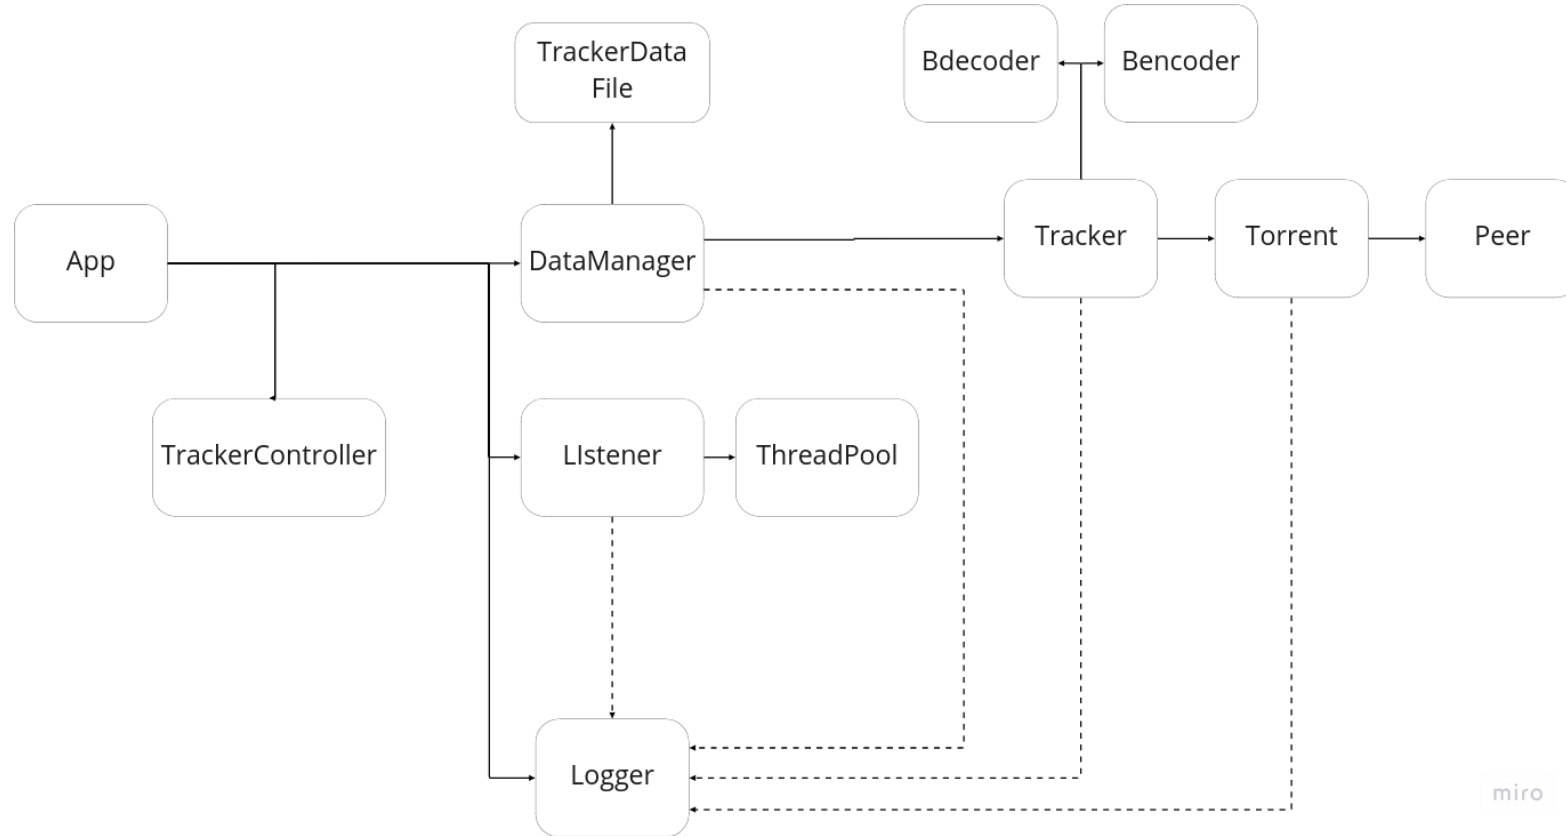 TrackerData
File
Bdecoder
Bencoder
App
DataManager
Tracker
Torrent
Peer
TrackerController
LIstener
ThreadPool
Logger
miro